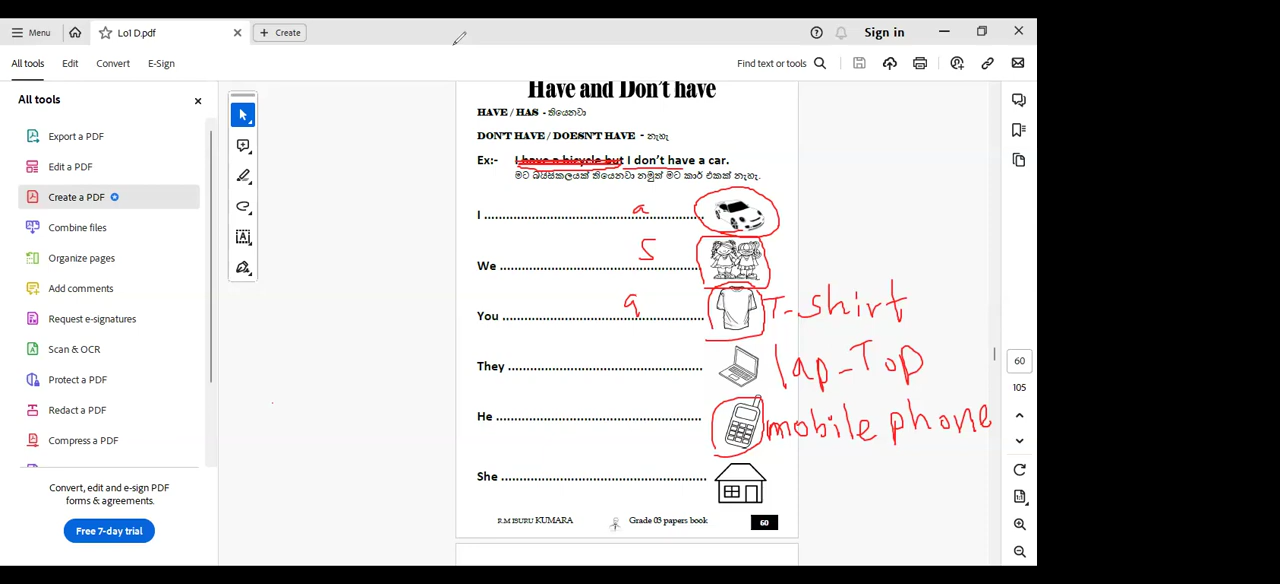 Menu
Lo1 D.pdf
Create
Sign in
All tools
Edit
Convert
E-Sign
Find text or tools
All tools
Export a PDF
Edit a PDF
Create a PDF
Combine files
Organize pages
Add comments
Request e-signatures
Scan & OCR
Protect a PDF
Redact a PDF
Compress a PDF
Convert, edit and e-sign PDF
forms & agreements.
Free 7-day trial
Have and Don't have
HAVE / HAS - තියෙනවා
DON'T HAVE / DOESN'T HAVE - නැහැ
Ex:- I have a bicycle but I don't have a car.
මට බයිසිකලයක් තියෙනවා නමුත් මට කාර් එකක් නැහැ.
I ........................................ a ...............
We ........................................ S ...............
You ........................................ a ............... T-Shirt
They ....................................................... lap-Top
He ....................................................... mobile phone
She .......................................................
R.M ISURU KUMARA
Grade 03 papers book
60
60
105